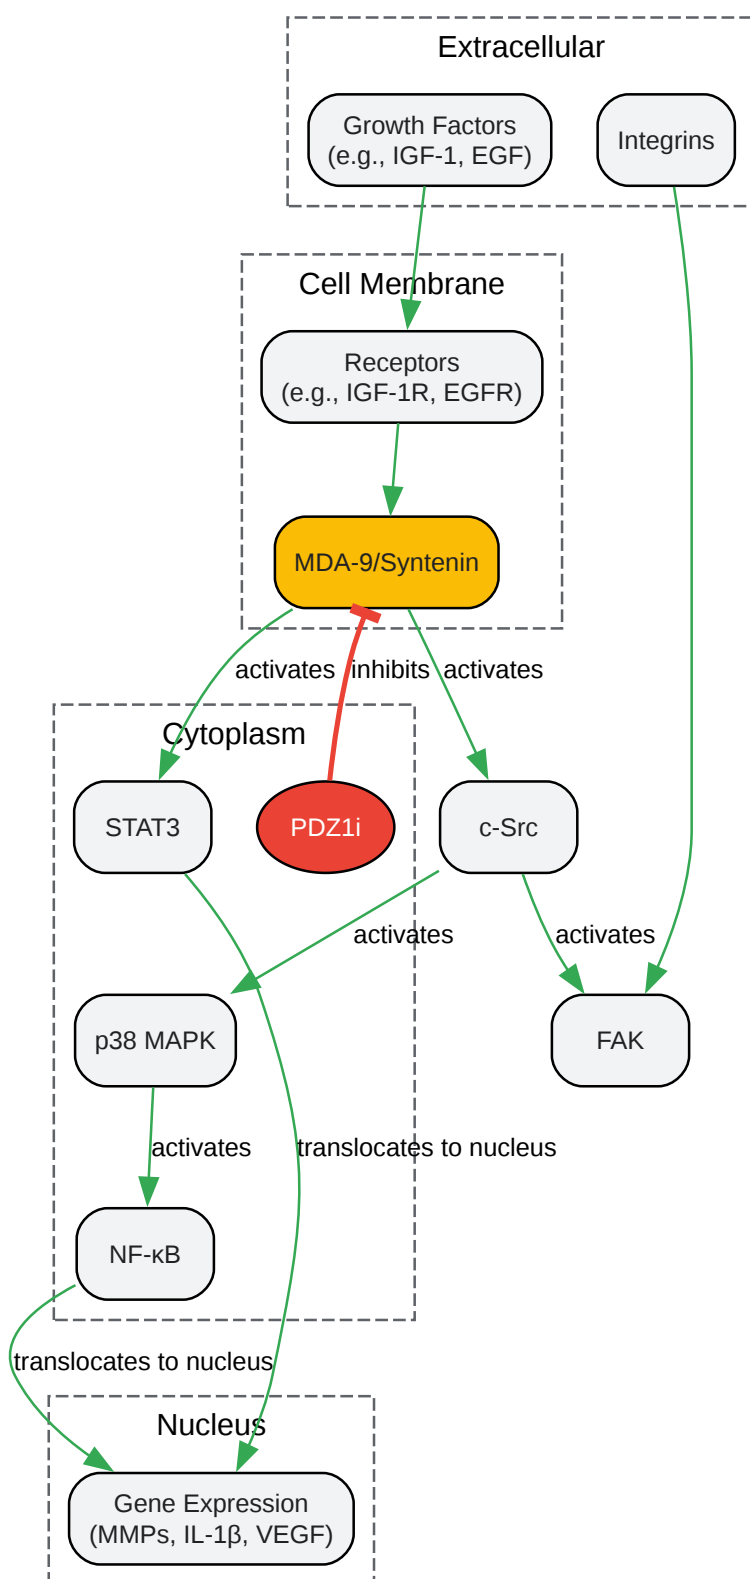 Extracellular
Growth Factors
(e.g., IGF-1, EGF)
Integrins
Cell Membrane
Receptors
(e.g., IGF-1R, EGFR)
MDA-9/Syntenin
activates
inhibits
activates
Cytoplasm
STAT3
PDZ1i
c-Src
activates
activates
p38 MAPK
FAK
activates
translocates to nucleus
NF-κB
translocates to nucleus
Nucleus
Gene Expression
(MMPs, IL-1β, VEGF)